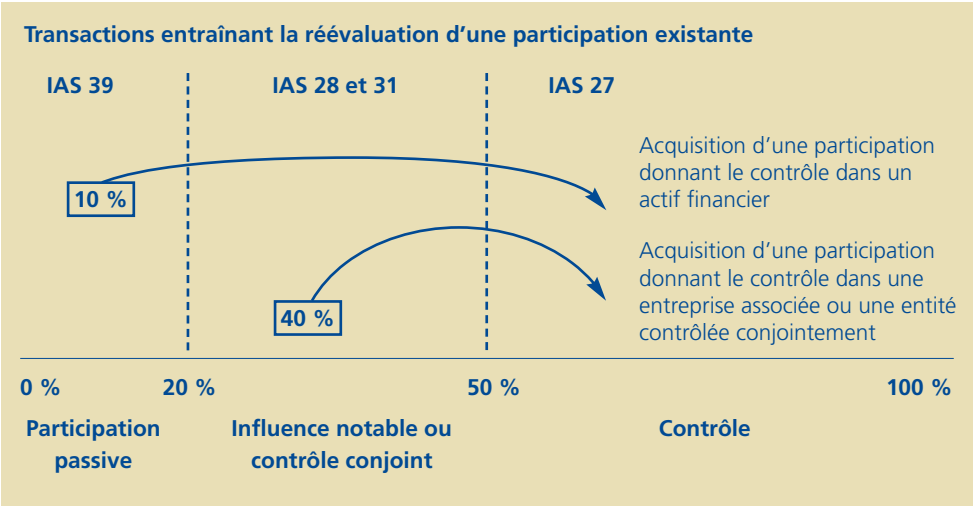 Transactions entraînant la réévaluation d’une participation existante
IAS 39
IAS 28 et 31
IAS 27
Acquisition d’une participation
donnant le contrôle dans un
actif financier
10 %
Acquisition d’une participation
donnant le contrôle dans une
entreprise associée ou une entité
contrôlée conjointement
40 %
0 %
20 %
50 %
100 %
Participation
passive
Influence notable ou
contrôle conjoint
Contrôle